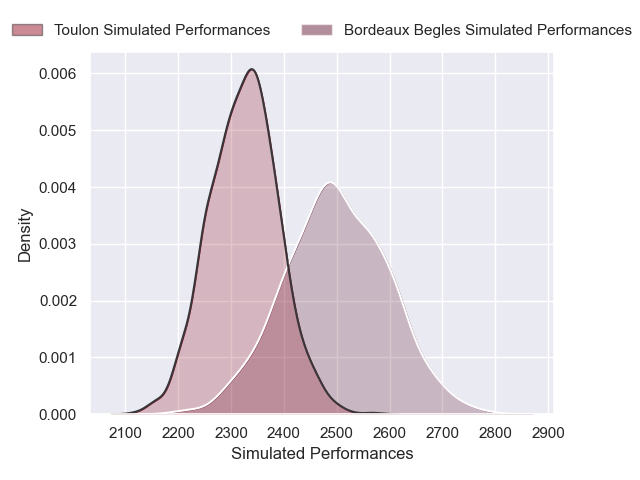 Toulon Simulated Performances
Bordeaux Begles Simulated Performances
0.006
0.005
0.004
0.003
0.002
0.001
0.000
Density
2100 2200 2300 2400 2500 2600 2700 2800 2900
Simulated Performances